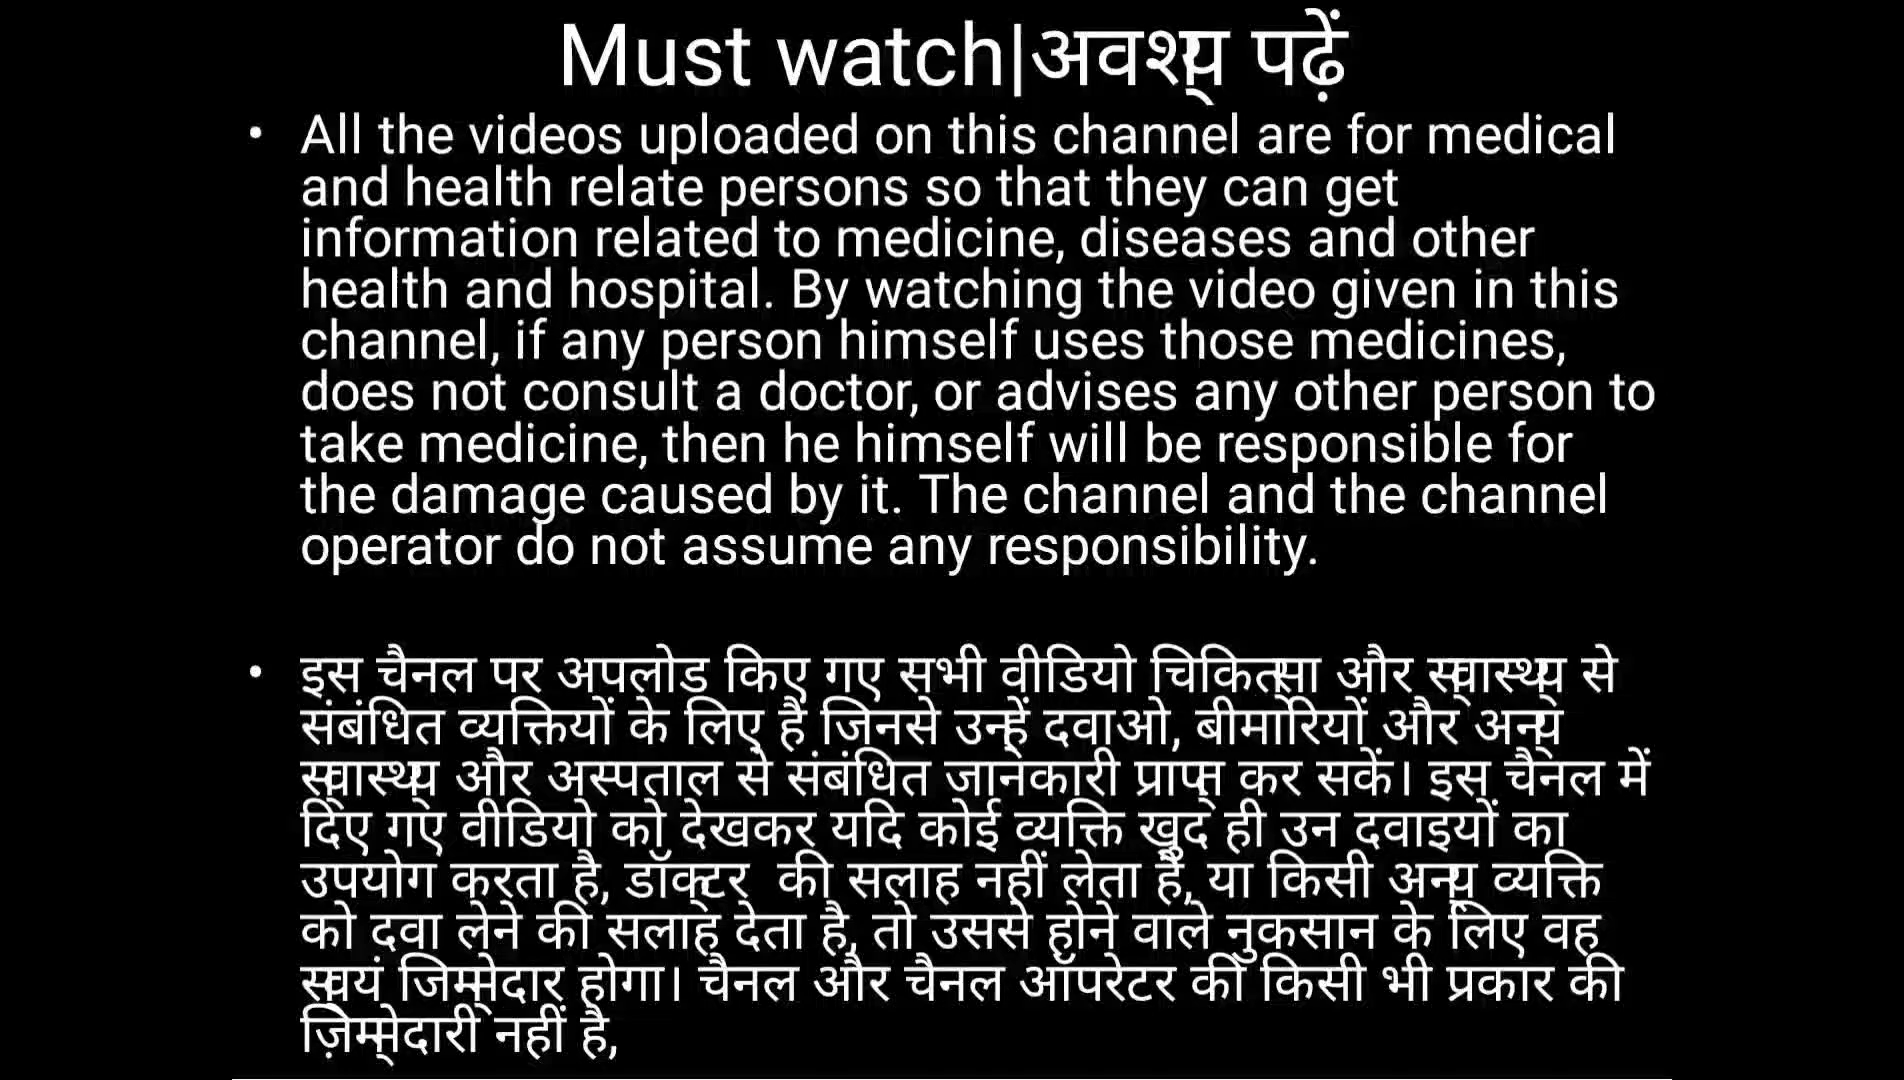 Must watch|अवश्य पढ़ें
• All the videos uploaded on this channel are for medical
and health relate persons so that they can get
information related to medicine, diseases and other
health and hospital. By watching the video given in this
channel, if any person himself uses those medicines,
does not consult a doctor, or advises any other person to
take medicine, then he himself will be responsible for
the damage caused by it. The channel and the channel
operator do not assume any responsibility.
• इस चैनल पर अपलोड किए गए सभी वीडियो चिकित्सा और स्वास्थ्य से
संबंधित व्यक्तियों के लिए है जिनसे उन्हें दवाओ, बीमारियों और अन्य
स्वास्थ्य और अस्पताल से संबंधित जानकारी प्राप्त कर सकें। इस चैनल में
दिए गए वीडियो को देखकर यदि कोई व्यक्ति खुद ही उन दवाइयों का
उपयोग करता है, डॉक्टर की सलाह नहीं लेता है, या किसी अन्य व्यक्ति
को दवा लेने की सलाह देता है, तो उससे होने वाले नुकसान के लिए वह
स्वयं जिम्मेदार होगा। चैनल और चैनल ऑपरेटर की किसी भी प्रकार की
ज़िम्मेदारी नहीं है,